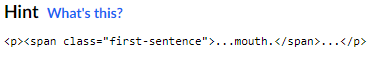 Hint What's this?
<p><span class="first-sentence">...mouth.</span>...</p>